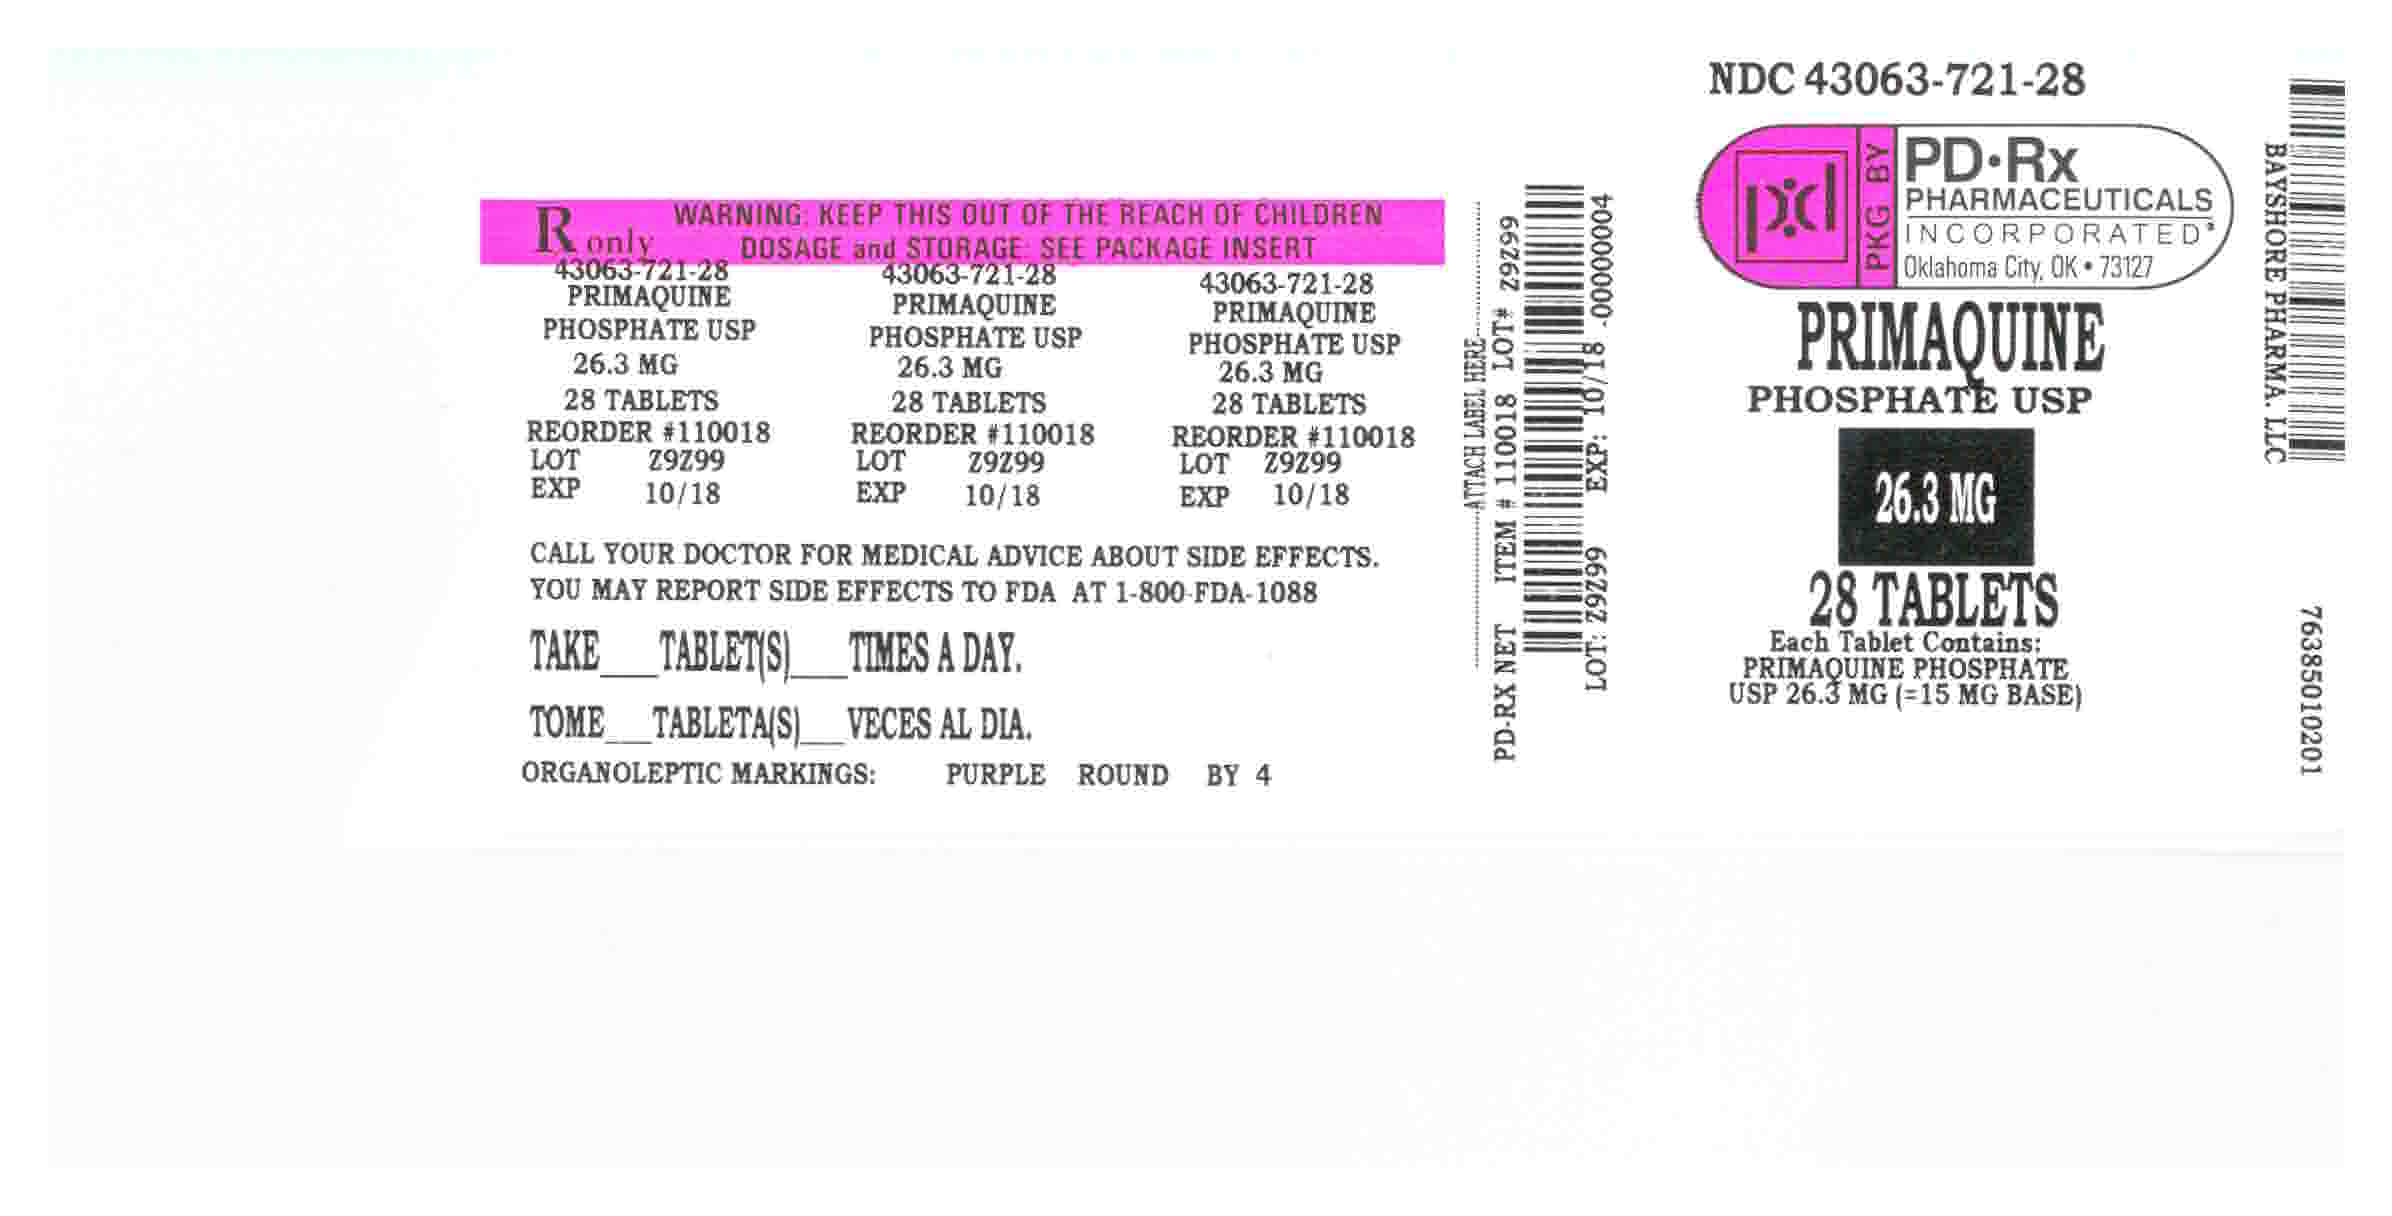 R only
WARNING: KEEP THIS OUT OF THE REACH OF CHILDREN
DOSAGE and STORAGE: SEE PACKAGE INSERT
43063-721-28
PRIMAQUINE
PHOSPHATE USP
26.3 MG
28 TABLETS
REORDER #110018
LOT Z9Z99
EXP 10/18
43063-721-28
PRIMAQUINE
PHOSPHATE USP
26.3 MG
28 TABLETS
REORDER #110018
LOT Z9Z99
EXP 10/18
43063-721-28
PRIMAQUINE
PHOSPHATE USP
26.3 MG
28 TABLETS
REORDER #110018
LOT Z9Z99
EXP 10/18
CALL YOUR DOCTOR FOR MEDICAL ADVICE ABOUT SIDE EFFECTS.
YOU MAY REPORT SIDE EFFECTS TO FDA AT 1-800-FDA-1088
TAKE___TABLET(S)___TIMES A DAY.
TOME___TABLETA(S)___VECES AL DIA.
ORGANOLEPTIC MARKINGS: PURPLE ROUND BY 4
ATTACH LABEL HERE
PD-RX NET ITEM # 110018 LOT# Z9Z99
LOT: Z9Z99 EXP: 10/18 -00000004
NDC 43063-721-28
pd
PKG BY
PD•Rx
PHARMACEUTICALS
INCORPORATED®
Oklahoma City, OK • 73127
PRIMAQUINE
PHOSPHATE USP
26.3 MG
28 TABLETS
Each Tablet Contains:
PRIMAQUINE PHOSPHATE
USP 26.3 MG (=15 MG BASE)
BAYSHORE PHARMA. LLC
76385010201